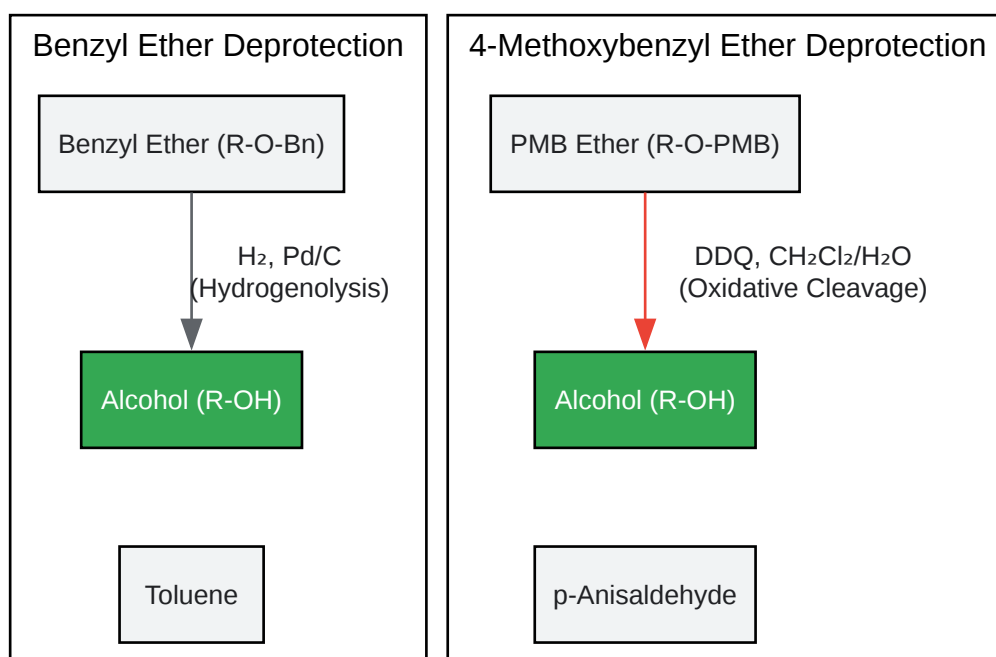 Benzyl Ether Deprotection
Benzyl Ether (R-O-Bn)
H₂, Pd/C
(Hydrogenolysis)
Alcohol (R-OH)
Toluene
4-Methoxybenzyl Ether Deprotection
PMB Ether (R-O-PMB)
DDQ, CH₂Cl₂/H₂O
(Oxidative Cleavage)
Alcohol (R-OH)
p-Anisaldehyde